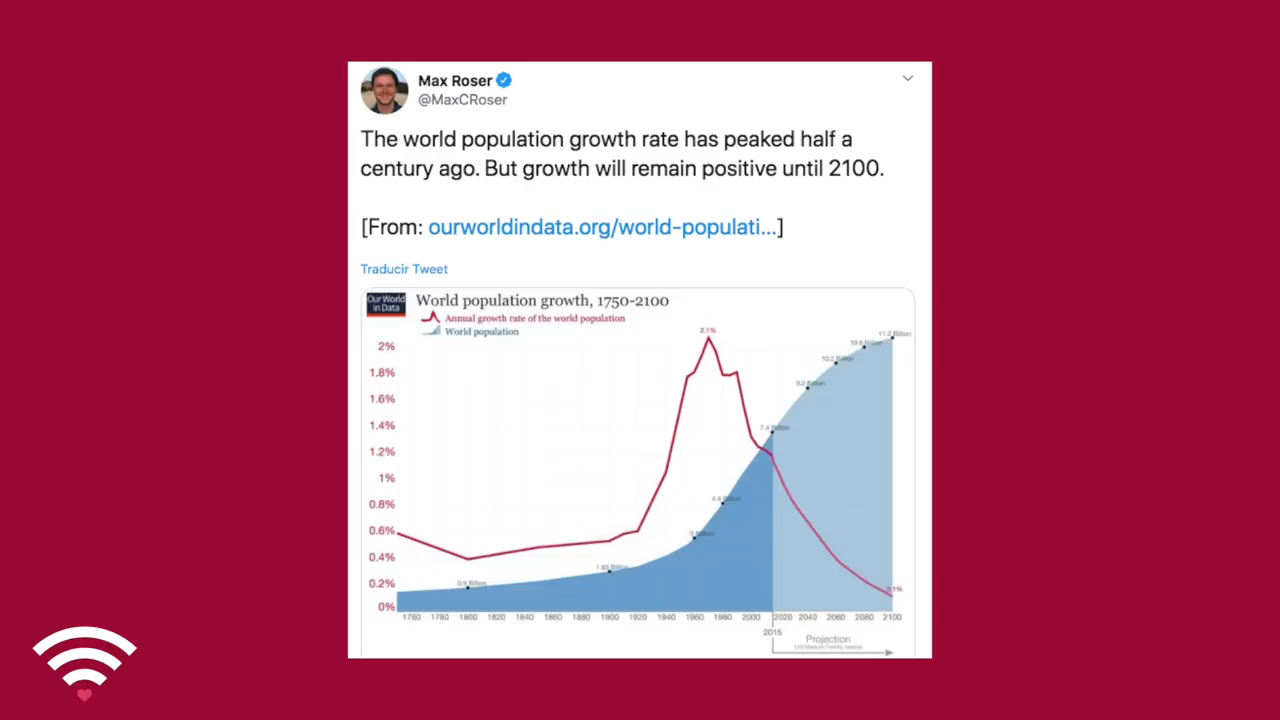 Max Roser
@MaxCRoser
The world population growth rate has peaked half a
century ago. But growth will remain positive until 2100.
[From: ourworldindata.org/world-populati...]
Traducir Tweet
Our World
in Data
World population growth, 1750-2100
Annual growth rate of the world population
World population
2.1%
11.2 Billion
10.8 Billion
10.2 Billion
9.2 Billion
7.4 Billion
4.4 Billion
3 Billion
1.65 Billion
0.9 Billion
0.1%
2%
1.8%
1.6%
1.4%
1.2%
1%
0.8%
0.6%
0.4%
0.2%
0%
1760 1780 1800 1820 1840 1860 1880 1900 1920 1940 1960 1980 2000 2020 2040 2060 2080 2100
2015
Projection